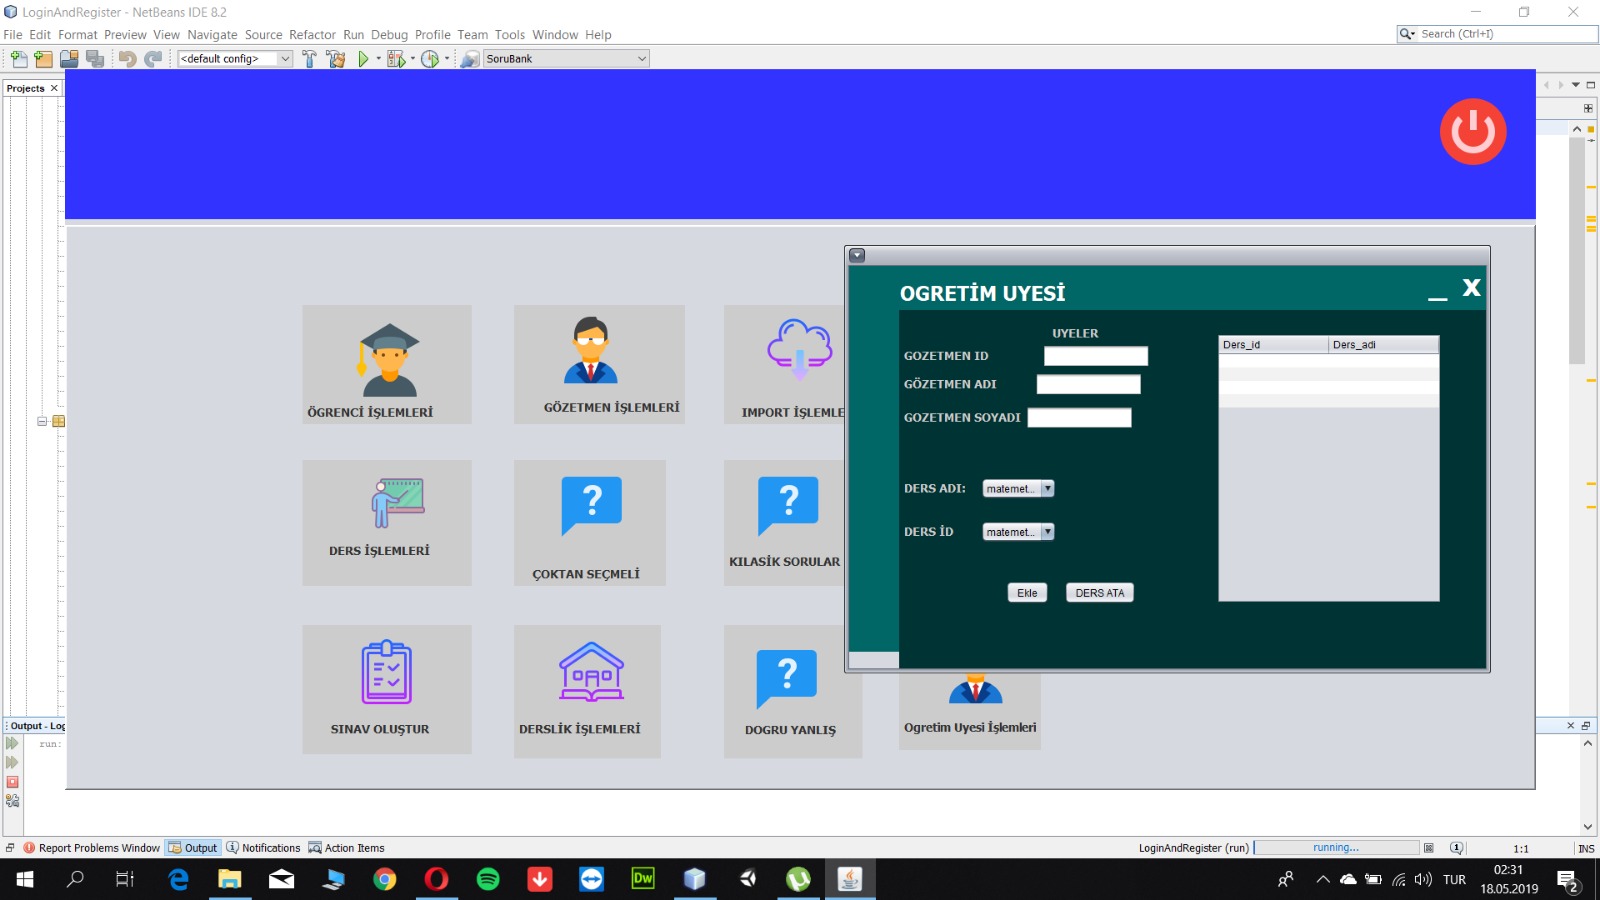 LoginAndRegister - NetBeans IDE 8.2
File Edit Format Preview View Navigate Source Refactor Run Debug Profile Team Tools Window Help
Search (Ctrl+I)
<default config>
SoruBank
Projects
OGRETİM UYESİ
X
UYELER
GOZETMEN ID
GÖZETMEN ADI
GOZETMEN SOYADI
Ders_id Ders_adi
DERS ADI: matemet...
DERS İD matemet...
Ekle DERS ATA
ÖGRENCİ İŞLEMLERİ
GÖZETMEN İŞLEMLERİ
IMPORT İŞLEMLE
DERS İŞLEMLERİ
ÇOKTAN SEÇMELİ
KILASİK SORULAR
SINAV OLUŞTUR
DERSLİK İŞLEMLERİ
DOGRU YANLIŞ
Ogretim Uyesi İşlemleri
Output - Log
run:
Report Problems Window Output Notifications Action Items
LoginAndRegister (run) running... 1:1 INS
Dw
TUR
02:31
18.05.2019
2